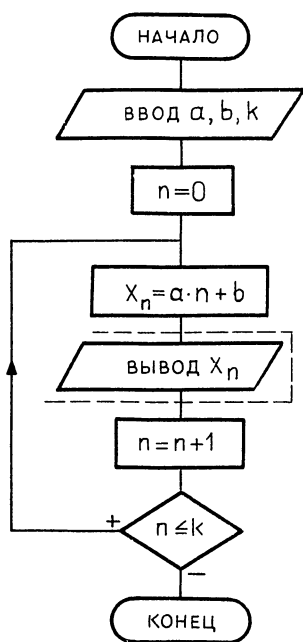 НАЧАЛО
ВВОД a, b, k
n=0
Xₙ=a·n+b
ВЫВОД Xₙ
n=n+1
n≤k
+
−
КОНЕЦ